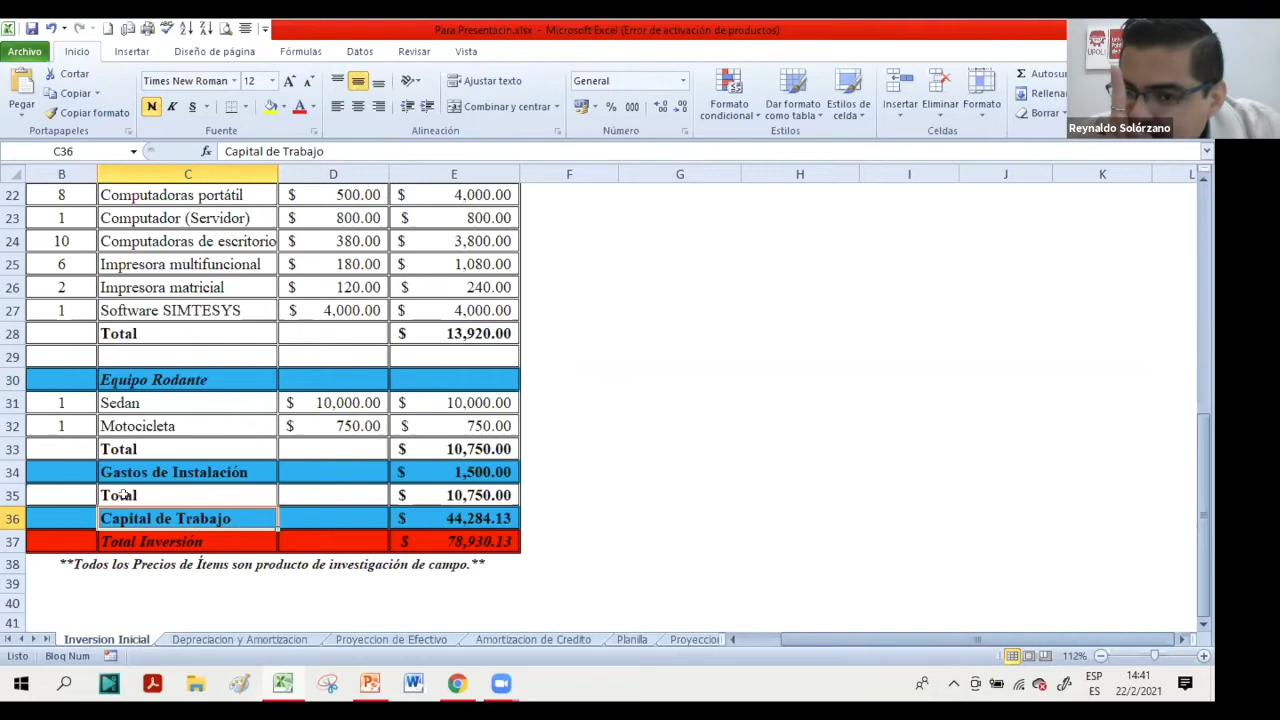 Para Presentacin.xlsx - Microsoft Excel (Error de activación de productos)
Archivo Inicio Insertar Diseño de página Fórmulas Datos Revisar Vista
Pegar
Cortar
Copiar
Copiar formato
Portapapeles
Times New Roman 12
N K S
Fuente
Ajustar texto
Combinar y centrar
Alineación
General
% 000
Número
Formato condicional
Dar formato como tabla
Estilos de celda
Estilos
Insertar Eliminar Formato
Celdas
Autosu
Rellena
Borrar
UPOLI
Reynaldo Solórzano
C36 fx Capital de Trabajo
B C D E F G H I J K L
22 8 Computadoras portátil $ 500.00 $ 4,000.00
23 1 Computador (Servidor) $ 800.00 $ 800.00
24 10 Computadoras de escritorio $ 380.00 $ 3,800.00
25 6 Impresora multifuncional $ 180.00 $ 1,080.00
26 2 Impresora matricial $ 120.00 $ 240.00
27 1 Software SIMTESYS $ 4,000.00 $ 4,000.00
28 Total $ 13,920.00
29
30 Equipo Rodante
31 1 Sedan $ 10,000.00 $ 10,000.00
32 1 Motocicleta $ 750.00 $ 750.00
33 Total $ 10,750.00
34 Gastos de Instalación $ 1,500.00
35 Total $ 10,750.00
36 Capital de Trabajo $ 44,284.13
37 Total Inversión $ 78,930.13
38 **Todos los Precios de Ítems son producto de investigación de campo.**
39
40
41
Inversion Inicial Depreciacion y Amortizacion Proyeccion de Efectivo Amortizacion de Credito Planilla Proyeccion
Listo Bloq Num 112%
ESP
ES
14:41
22/2/2021